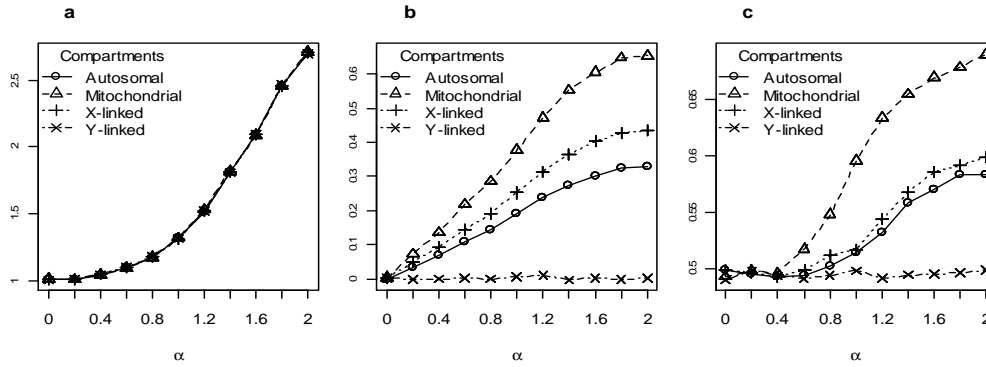 a
Compartments
Autosomal
Mitochondrial
X-linked
Y-linked
1
1.5
2
2.5
0 0.4 0.8 1.2 1.6 2
α
b
Compartments
Autosomal
Mitochondrial
X-linked
Y-linked
0
0.1
0.2
0.3
0.4
0.5
0.6
0 0.4 0.8 1.2 1.6 2
α
c
Compartments
Autosomal
Mitochondrial
X-linked
Y-linked
0.5
0.55
0.6
0.65
0 0.4 0.8 1.2 1.6 2
α